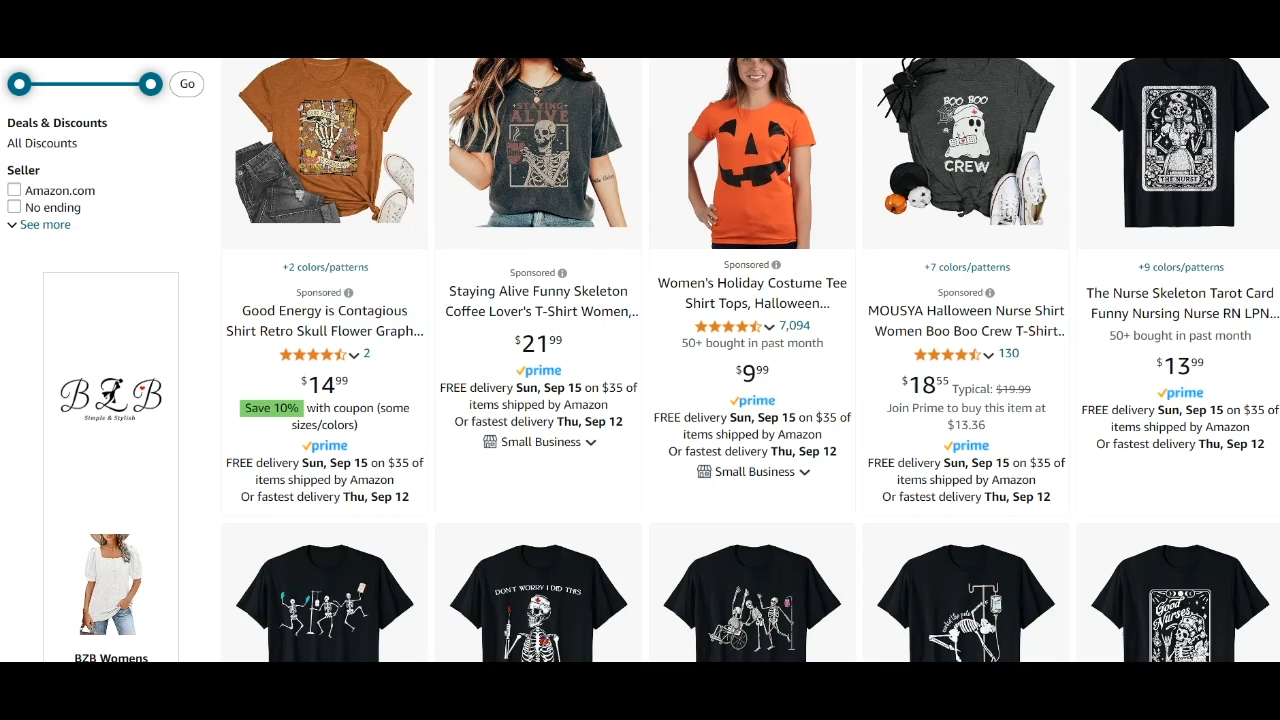 Go
Deals & Discounts
All Discounts
Seller
Amazon.com
No ending
See more
BZB
Simple & Stylish
BZB Womens
STAYING
ALIVE
BOO BOO
CREW
THE NURSE
+2 colors/patterns
Sponsored
Good Energy is Contagious
Shirt Retro Skull Flower Graph...
2
$14.99
Save 10% with coupon (some
sizes/colors)
prime
FREE delivery Sun, Sep 15 on $35 of
items shipped by Amazon
Or fastest delivery Thu, Sep 12
Sponsored
Staying Alive Funny Skeleton
Coffee Lover's T-Shirt Women,..
$21.99
prime
FREE delivery Sun, Sep 15 on $35 of
items shipped by Amazon
Or fastest delivery Thu, Sep 12
Small Business
Sponsored
Women's Holiday Costume Tee
Shirt Tops, Halloween...
7,094
50+ bought in past month
$9.99
prime
FREE delivery Sun, Sep 15 on $35 of
items shipped by Amazon
Or fastest delivery Thu, Sep 12
Small Business
+7 colors/patterns
Sponsored
MOUSYA Halloween Nurse Shirt
Women Boo Boo Crew T-Shirt..
130
$18.55 Typical: $19.99
Join Prime to buy this item at
$13.36
prime
FREE delivery Sun, Sep 15 on $35 of
items shipped by Amazon
Or fastest delivery Thu, Sep 12
+9 colors/patterns
The Nurse Skeleton Tarot Card
Funny Nursing Nurse RN LPN...
50+ bought in past month
$13.99
prime
FREE delivery Sun, Sep 15 on $35 of
items shipped by Amazon
Or fastest delivery Thu, Sep 12
DON'T WORRY I DID THIS